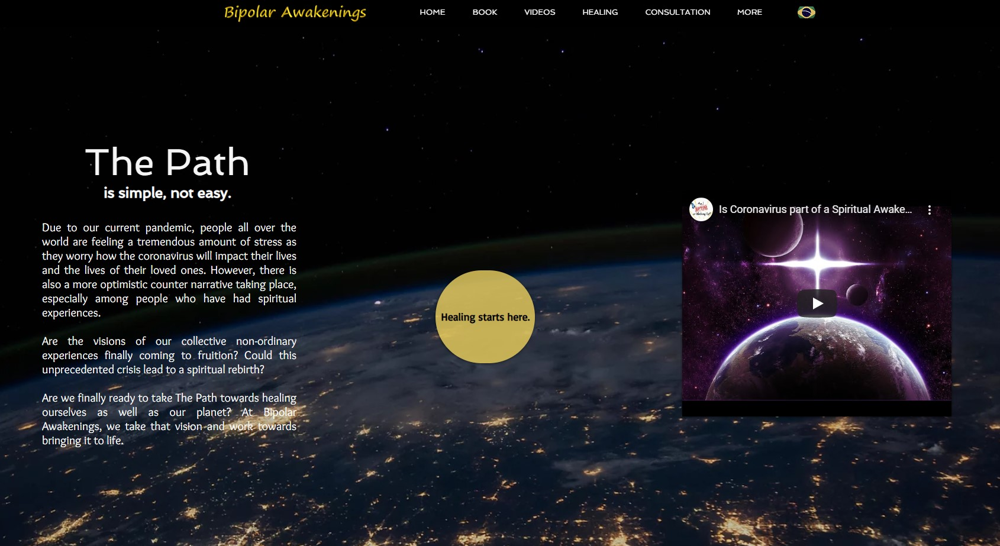 Bipolar Awakenings
HOME
BOOK
VIDEOS
HEALING
CONSULTATION
MORE
The Path
is simple, not easy.
Due to our current pandemic, people all over the
world are feeling a tremendous amount of stress as
they worry how the coronavirus will impact their lives
and the lives of their loved ones. However, there is
also a more optimistic counter narrative taking place,
especially among people who have had spiritual
experiences.
Are the visions of our collective non-ordinary
experiences finally coming to fruition? Could this
unprecedented crisis lead to a spiritual rebirth?
Are we finally ready to take The Path towards healing
ourselves as well as our planet? At Bipolar
Awakenings, we take that vision and work towards
bringing it to life.
Healing starts here.
Is Coronavirus part of a Spiritual Awake...